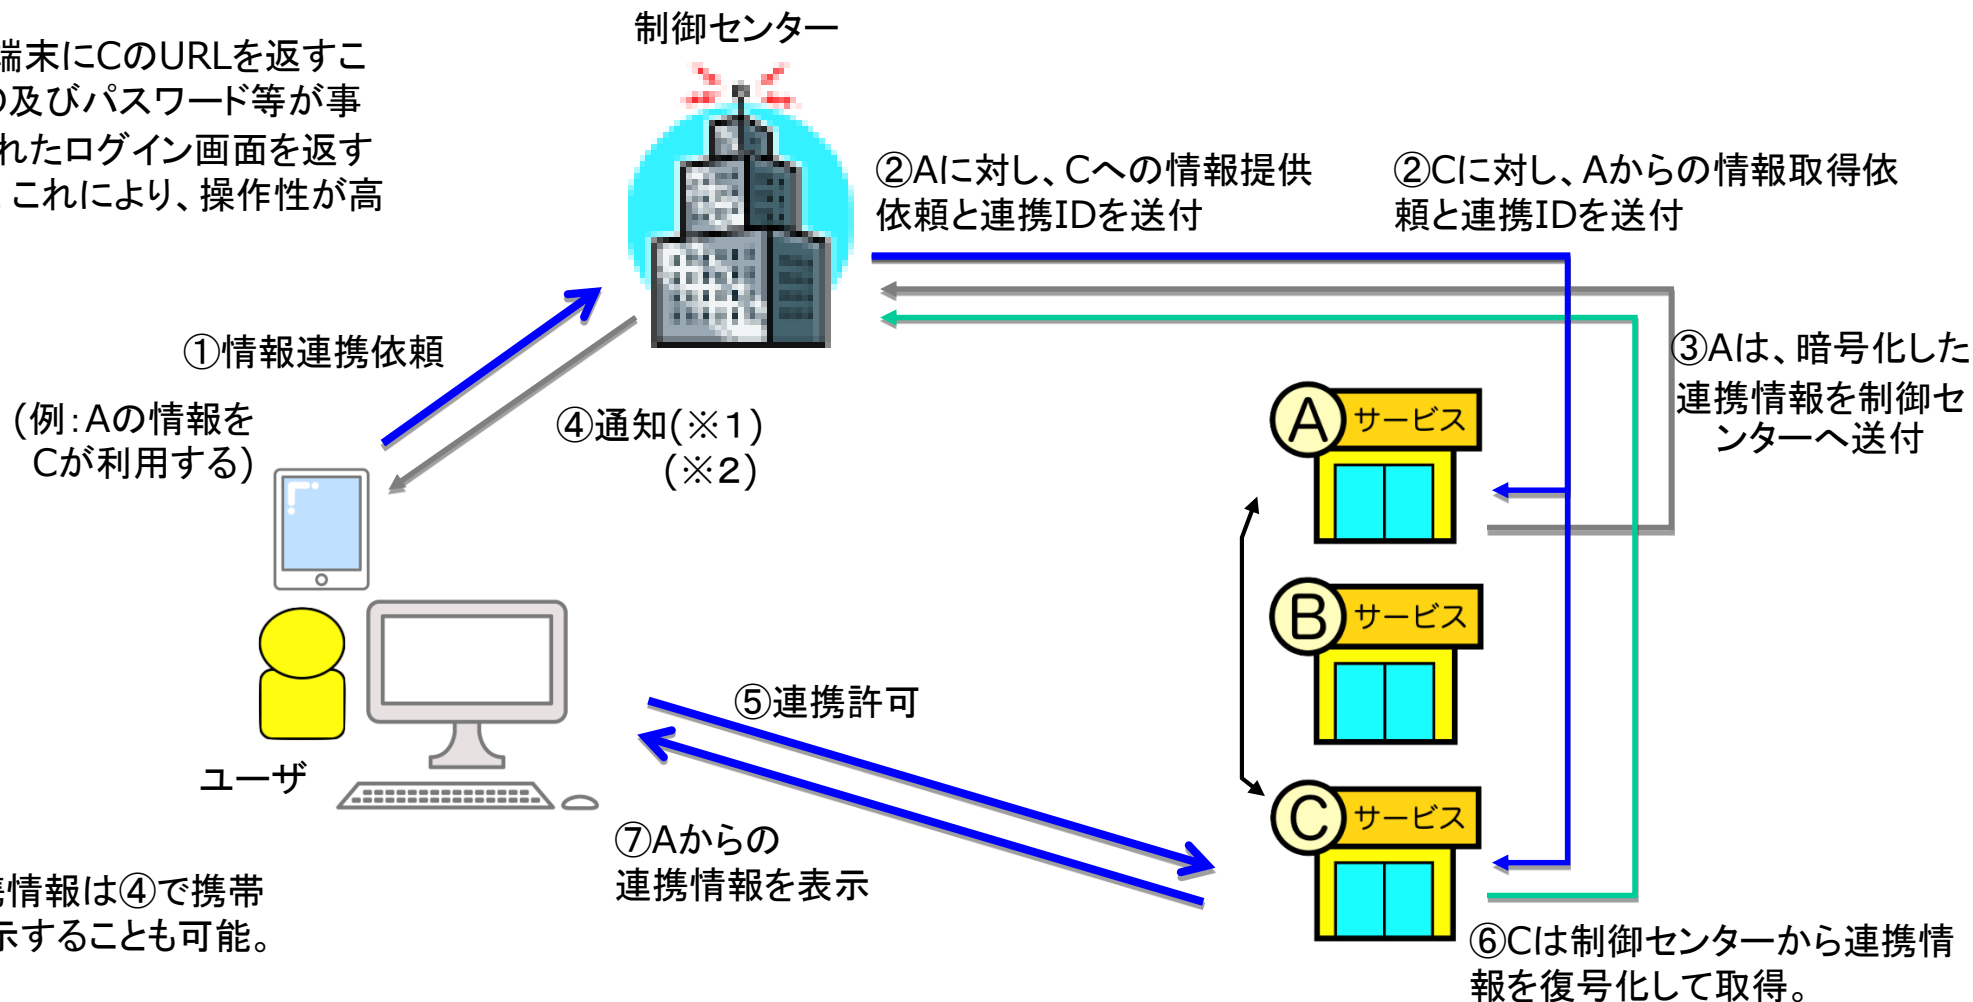 制御センター
端末にCのURLを返すこ
及びパスワード等が事
れたログイン画面を返す
これにより、操作性が高
②Aに対し、Cへの情報提供
依頼と連携IDを送付
②Cに対し、Aからの情報取得依
頼と連携IDを送付
①情報連携依頼
(例:Aの情報を
Cが利用する)
④通知(※1)
(※2)
③Aは、暗号化した
連携情報を制御セ
ンターへ送付
A サービス
B サービス
C サービス
⑤連携許可
ユーザ
⑦Aからの
連携情報を表示
情報は④で携帯
示することも可能。
⑥Cは制御センターから連携情
報を復号化して取得。